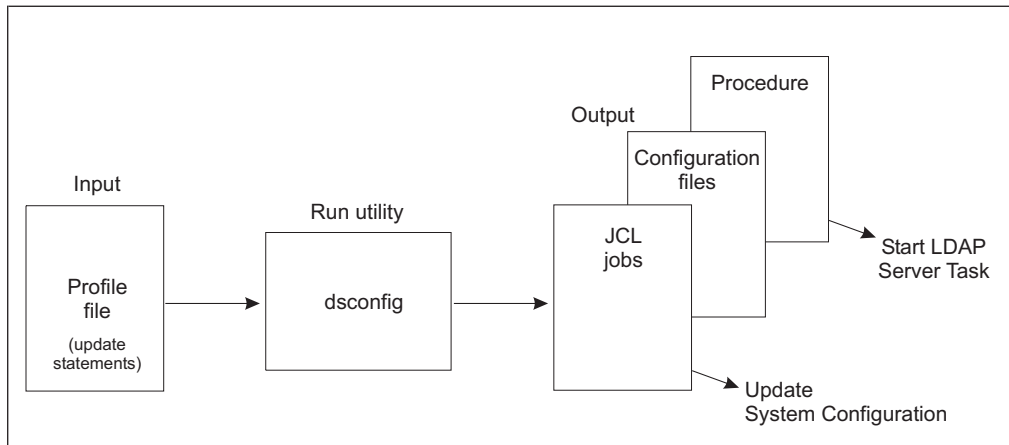 Input
Profile
file
(update
statements)
Run utility
dsconfig
Output
Procedure
Configuration
files
JCL
jobs
Start LDAP
Server Task
Update
System Configuration